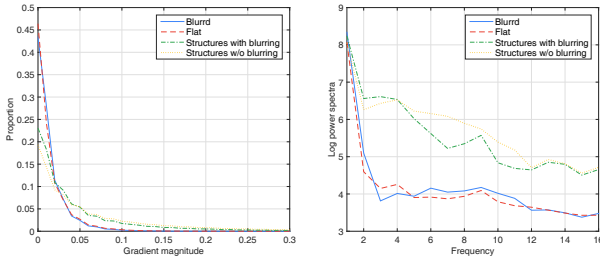 0.5
0.45
0.4
0.35
0.3
0.25
0.2
0.15
0.1
0.05
0
Proportion
0 0.05 0.1 0.15 0.2 0.25 0.3
Gradient magnitude
Blurrd
Flat
Structures with blurring
Structures w/o blurring
9
8
7
6
5
4
3
Log power spectra
2 4 6 8 10 12 14 16
Frequency
Blurrd
Flat
Structures with blurring
Structures w/o blurring